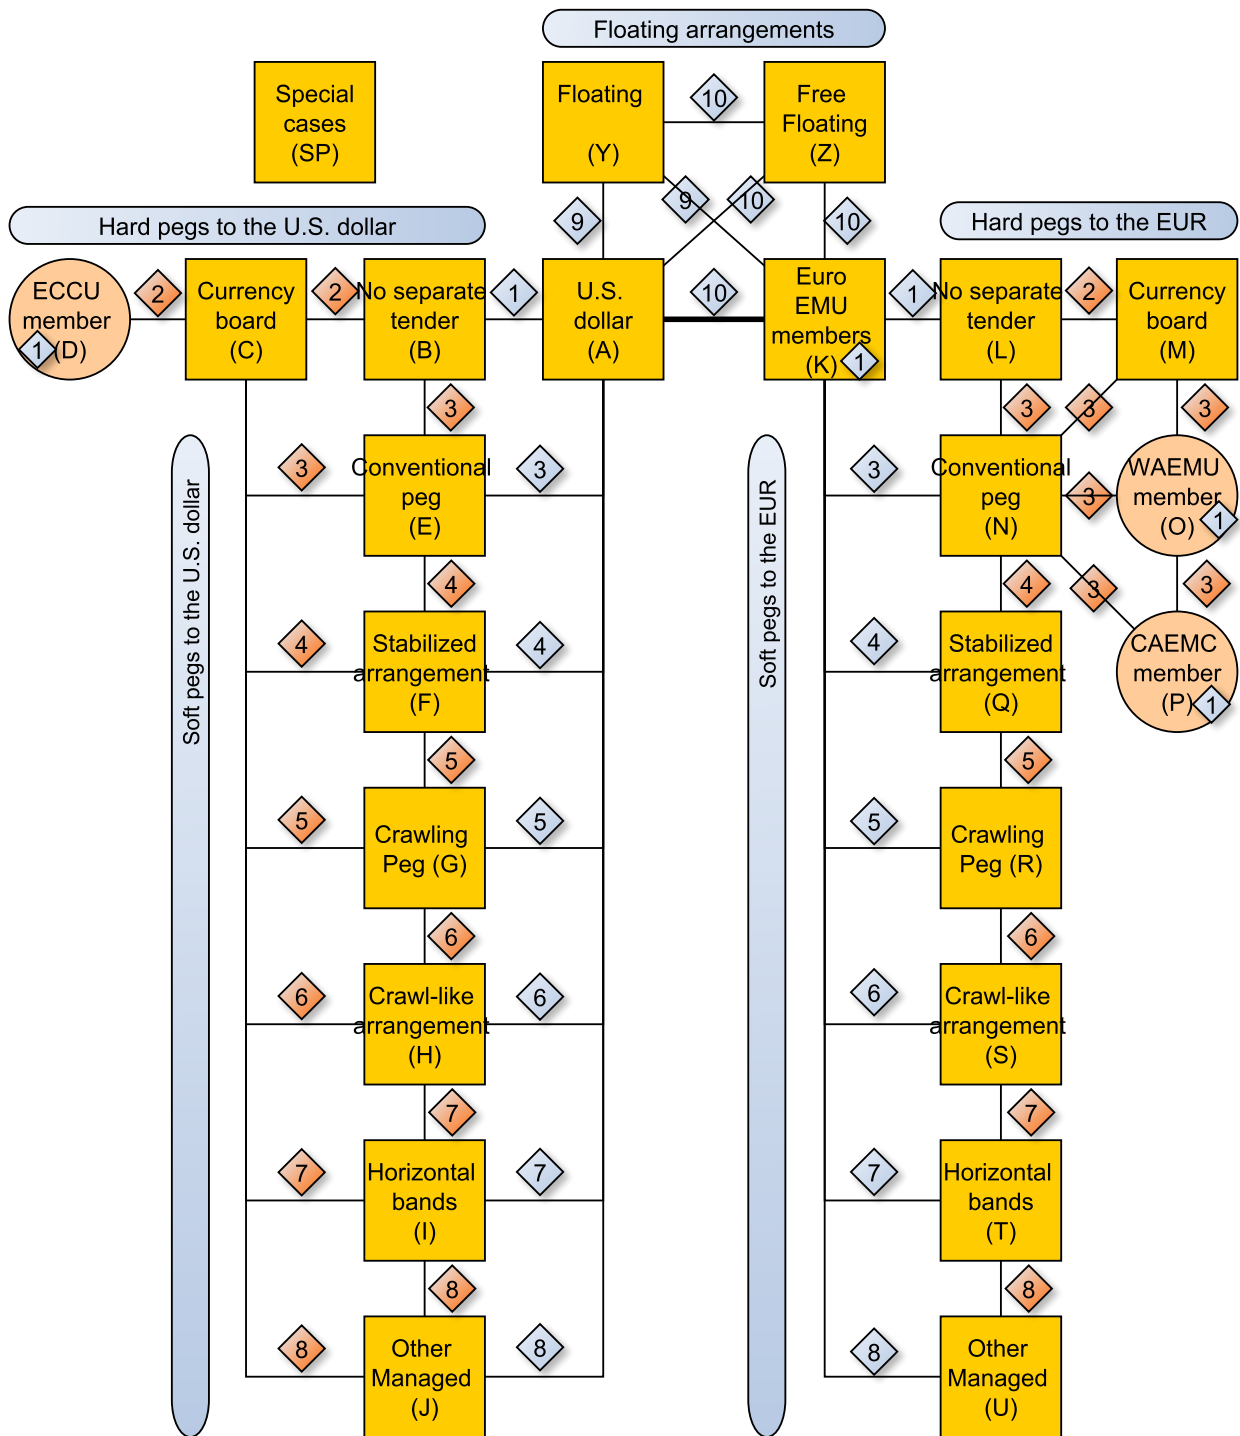 Floating arrangements
Special
cases
(SP)
Floating
(Y)
10
Free
Floating
(Z)
9
9
10
10
Hard pegs to the U.S. dollar
Hard pegs to the EUR
ECCU
member
(D)
1
2
Currency
board
(C)
2
No separate
tender
(B)
1
U.S.
dollar
(A)
10
Euro
EMU
members
(K)
1
1
No separate
tender
(L)
2
Currency
board
(M)
3
3
3
3
Soft pegs to the U.S. dollar
3
Conventional
peg
(E)
3
Soft pegs to the EUR
3
Conventional
peg
(N)
3
WAEMU
member
(O)
1
4
4
3
3
4
Stabilized
arrangement
(F)
4
4
Stabilized
arrangement
(Q)
CAEMC
member
(P)
1
5
5
5
Crawling
Peg (G)
5
5
Crawling
Peg (R)
6
6
6
Crawl-like
arrangement
(H)
6
6
Crawl-like
arrangement
(S)
7
7
7
Horizontal
bands
(I)
7
7
Horizontal
bands
(T)
8
8
8
Other
Managed
(J)
8
8
Other
Managed
(U)